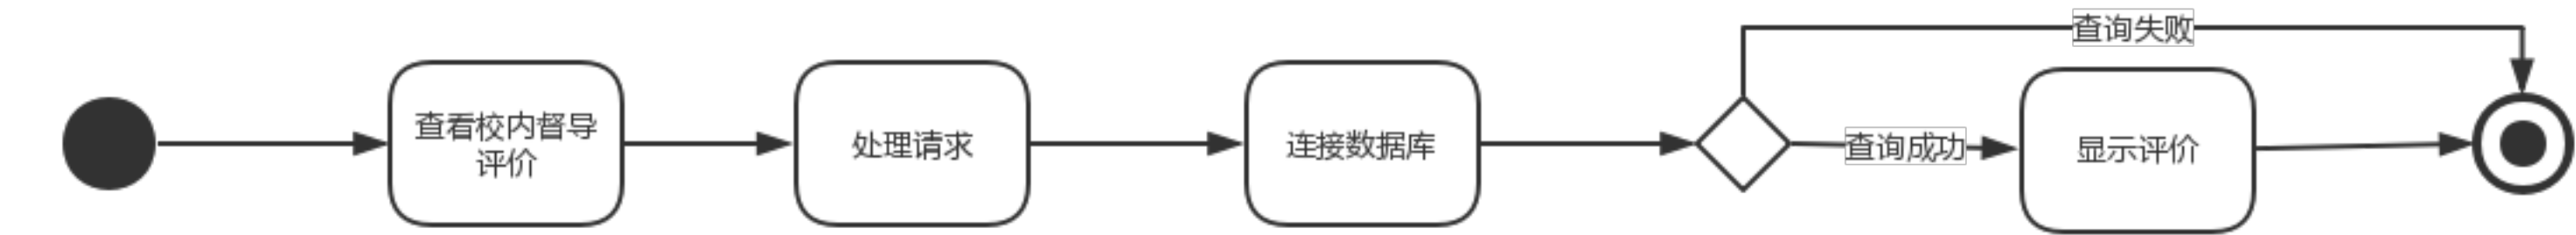 查看校内督导
评价
处理请求
连接数据库
查询失败
查询成功
显示评价